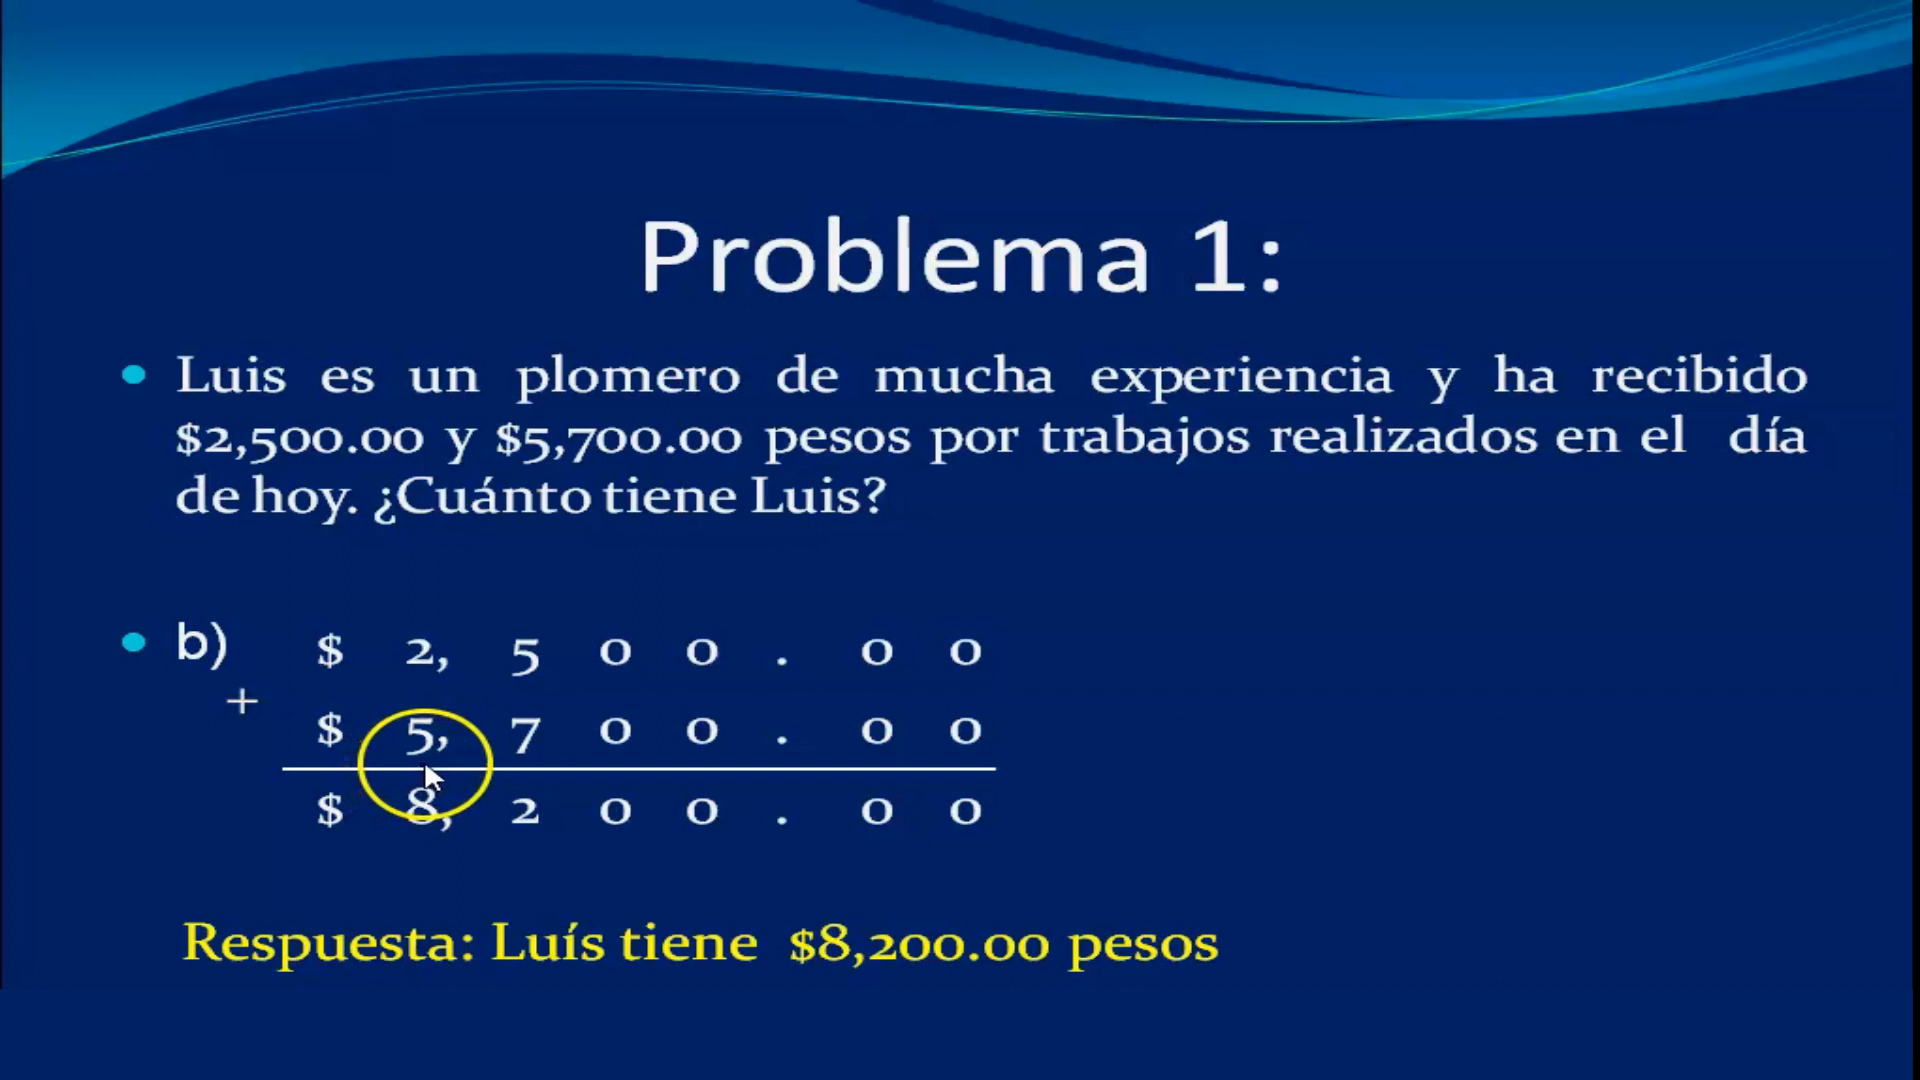 Problema 1:
Luis es un plomero de mucha experiencia y ha recibido
$2,500.00 y $5,700.00 pesos por trabajos realizados en el día
de hoy. ¿Cuánto tiene Luis?
b) $ 2, 5 0 0 . 0 0
+
$ 5, 7 0 0 . 0 0
$ 8, 2 0 0 . 0 0
Respuesta: Luís tiene $8,200.00 pesos